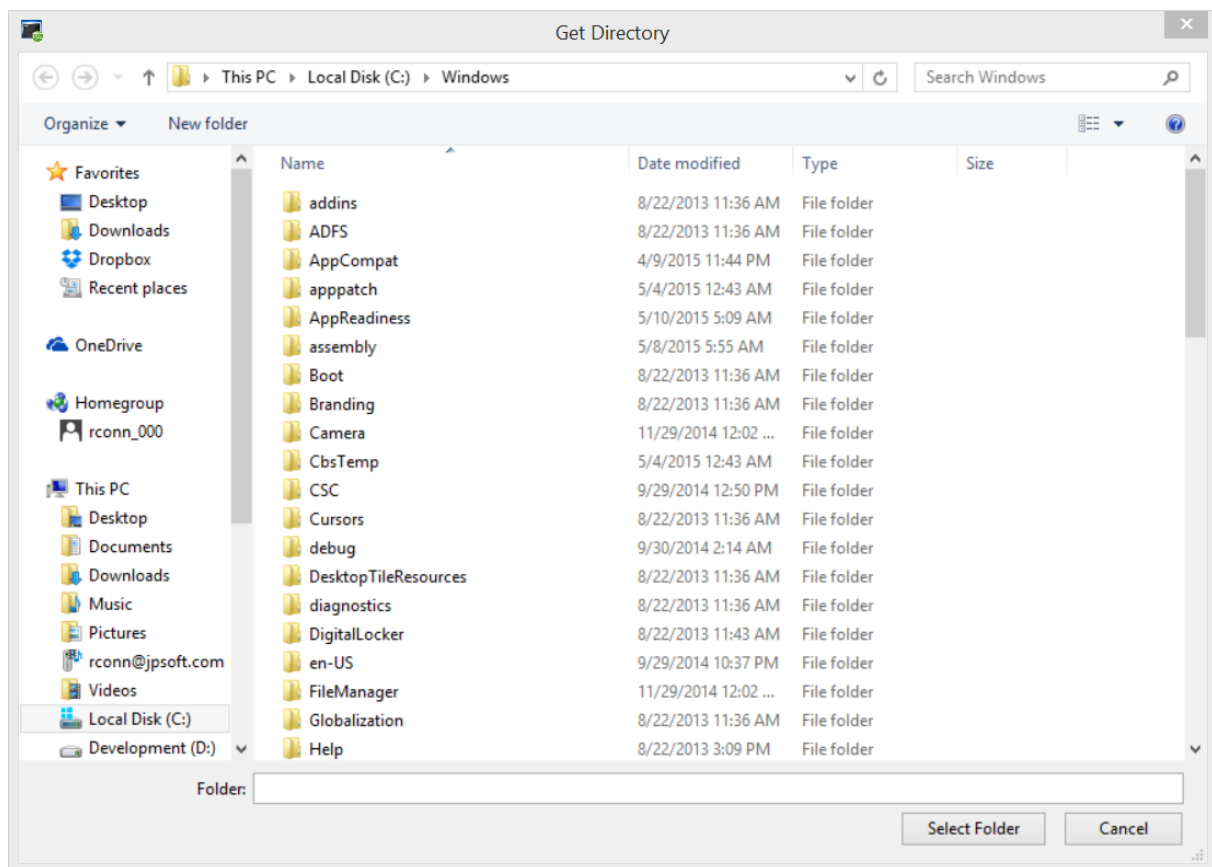 Get Directory
This PC Local Disk (C:) Windows Search Windows
Organize New folder
Favorites
Desktop
Downloads
Dropbox
Recent places
OneDrive
Homegroup
rconn_000
This PC
Desktop
Documents
Downloads
Music
Pictures
rconn@jpsoft.com
Videos
Local Disk (C:)
Development (D:)
Name Date modified Type Size
addins 8/22/2013 11:36 AM File folder
ADFS 8/22/2013 11:36 AM File folder
AppCompat 4/9/2015 11:44 PM File folder
apppatch 5/4/2015 12:43 AM File folder
AppReadiness 5/10/2015 5:09 AM File folder
assembly 5/8/2015 5:55 AM File folder
Boot 8/22/2013 11:36 AM File folder
Branding 8/22/2013 11:36 AM File folder
Camera 11/29/2014 12:02 ... File folder
CbsTemp 5/4/2015 12:43 AM File folder
CSC 9/29/2014 12:50 PM File folder
Cursors 8/22/2013 11:36 AM File folder
debug 9/30/2014 2:14 AM File folder
DesktopTileResources 8/22/2013 11:36 AM File folder
diagnostics 8/22/2013 11:36 AM File folder
DigitalLocker 8/22/2013 11:43 AM File folder
en-US 9/29/2014 10:37 PM File folder
FileManager 11/29/2014 12:02 ... File folder
Globalization 8/22/2013 11:36 AM File folder
Help 8/22/2013 3:09 PM File folder
Folder:
Select Folder Cancel